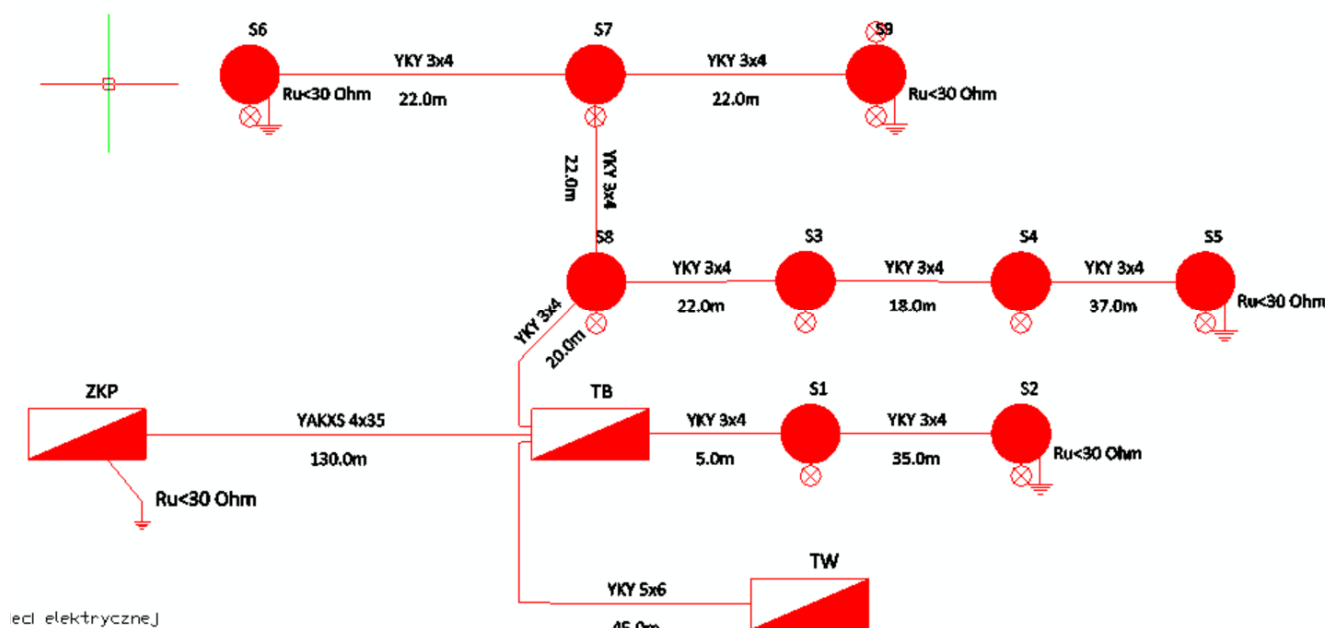 S6
S7
S9
YKY 3x4
YKY 3x4
Ru<30 Ohm
22.0m
22.0m
Ru<30 Ohm
YKY 3x4
22.0m
S8
S3
S4
S5
YKY 3x4
YKY 3x4
YKY 3x4
22.0m
18.0m
37.0m
Ru<30 Ohm
YKY 3x4
20.0m
ZKP
TB
S1
S2
YAKXS 4x35
YKY 3x4
YKY 3x4
130.0m
5.0m
35.0m
Ru<30 Ohm
Ru<30 Ohm
TW
YKY 5x6
elektrycznej